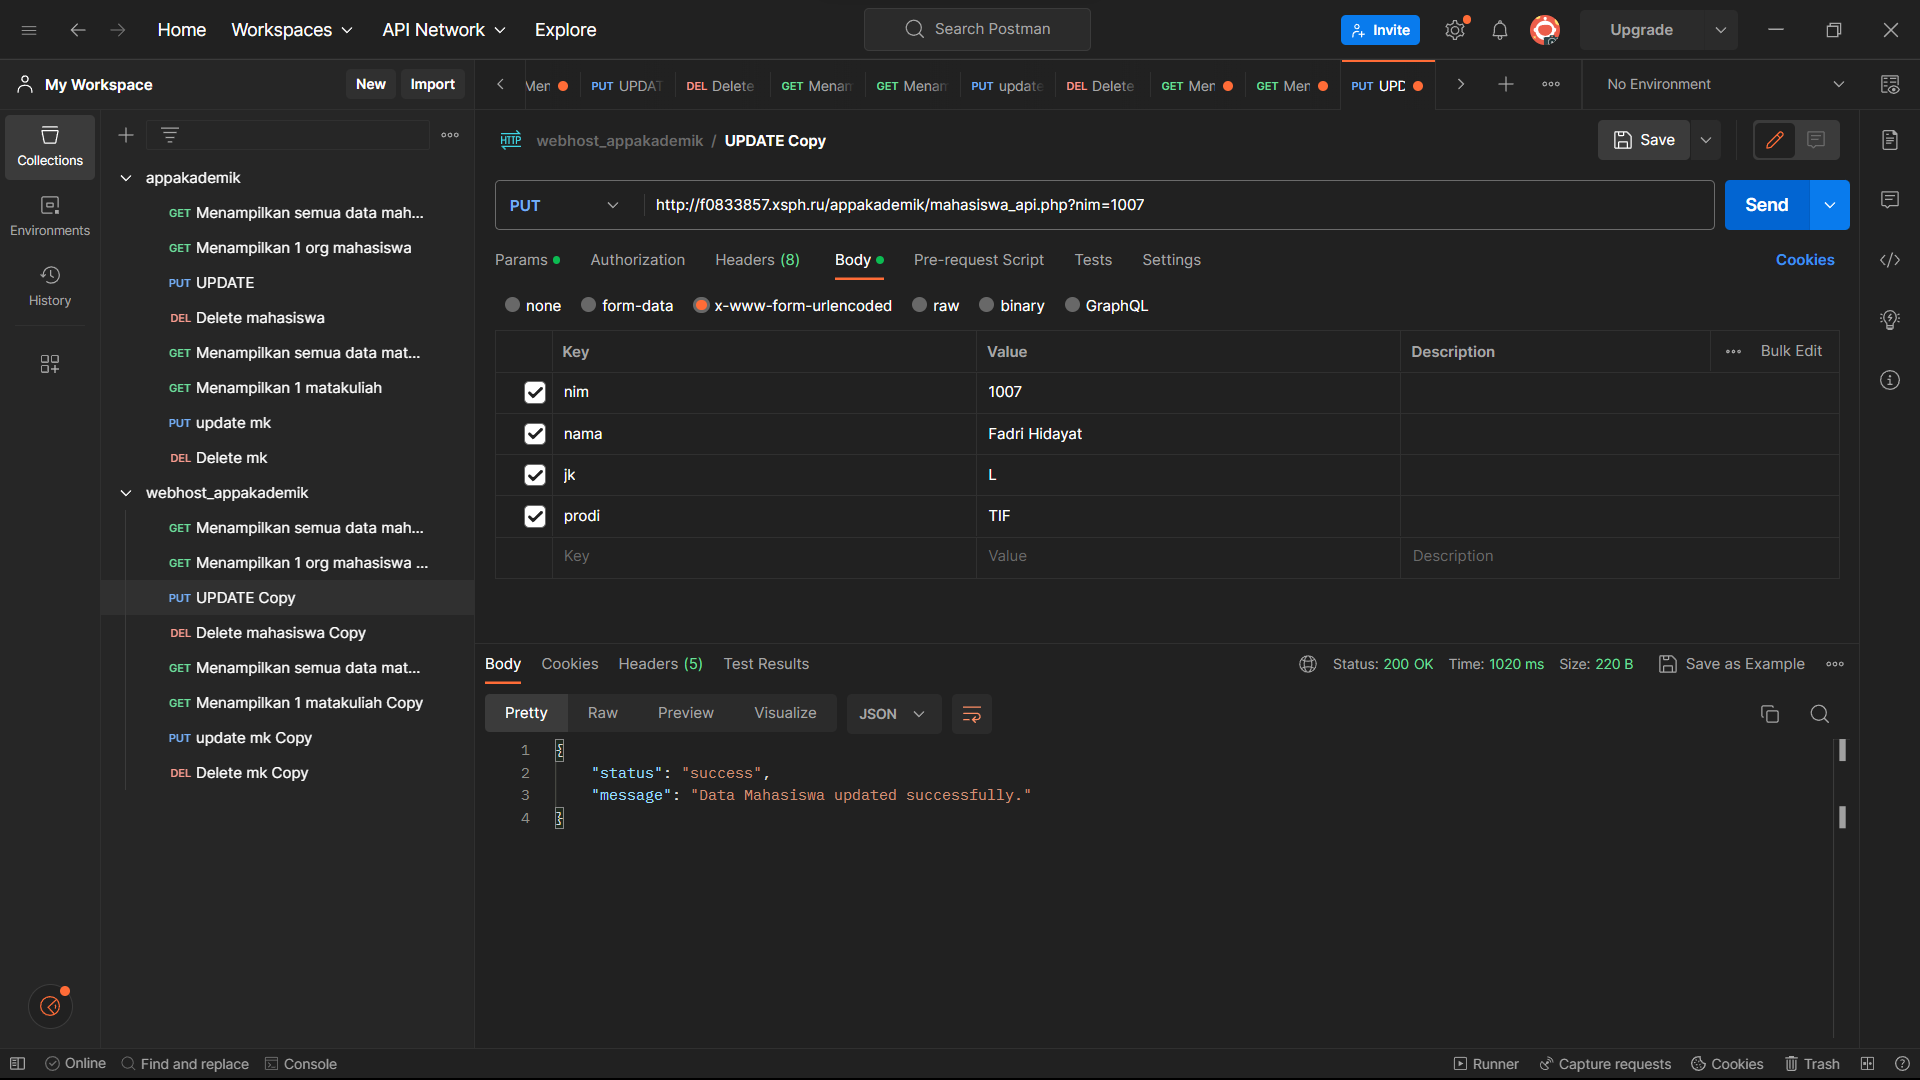 Home Workspaces API Network Explore Search Postman Invite Upgrade
My Workspace New Import PUT UPDAT DEL Delete GET Menam GET Menam PUT update DEL Delete GET Men GET Men PUT UPD No Environment
Collections
Environments
History
appakademik
GET Menampilkan semua data mah...
GET Menampilkan 1 org mahasiswa
PUT UPDATE
DEL Delete mahasiswa
GET Menampilkan semua data mat...
GET Menampilkan 1 matakuliah
PUT update mk
DEL Delete mk
webhost_appakademik
GET Menampilkan semua data mah...
GET Menampilkan 1 org mahasiswa ...
PUT UPDATE Copy
DEL Delete mahasiswa Copy
GET Menampilkan semua data mat...
GET Menampilkan 1 matakuliah Copy
PUT update mk Copy
DEL Delete mk Copy
HTTP webhost_appakademik / UPDATE Copy Save
PUT http://f0833857.xsph.ru/appakademik/mahasiswa_api.php?nim=1007 Send
Params Authorization Headers (8) Body Pre-request Script Tests Settings Cookies
none form-data x-www-form-urlencoded raw binary GraphQL
Key Value Description Bulk Edit
nim 1007
nama Fadri Hidayat
jk L
prodi TIF
Key Value Description
Body Cookies Headers (5) Test Results Status: 200 OK Time: 1020 ms Size: 220 B Save as Example
Pretty Raw Preview Visualize JSON
1 {
2 "status": "success",
3 "message": "Data Mahasiswa updated successfully."
4 }
Online Find and replace Console Runner Capture requests Cookies Trash